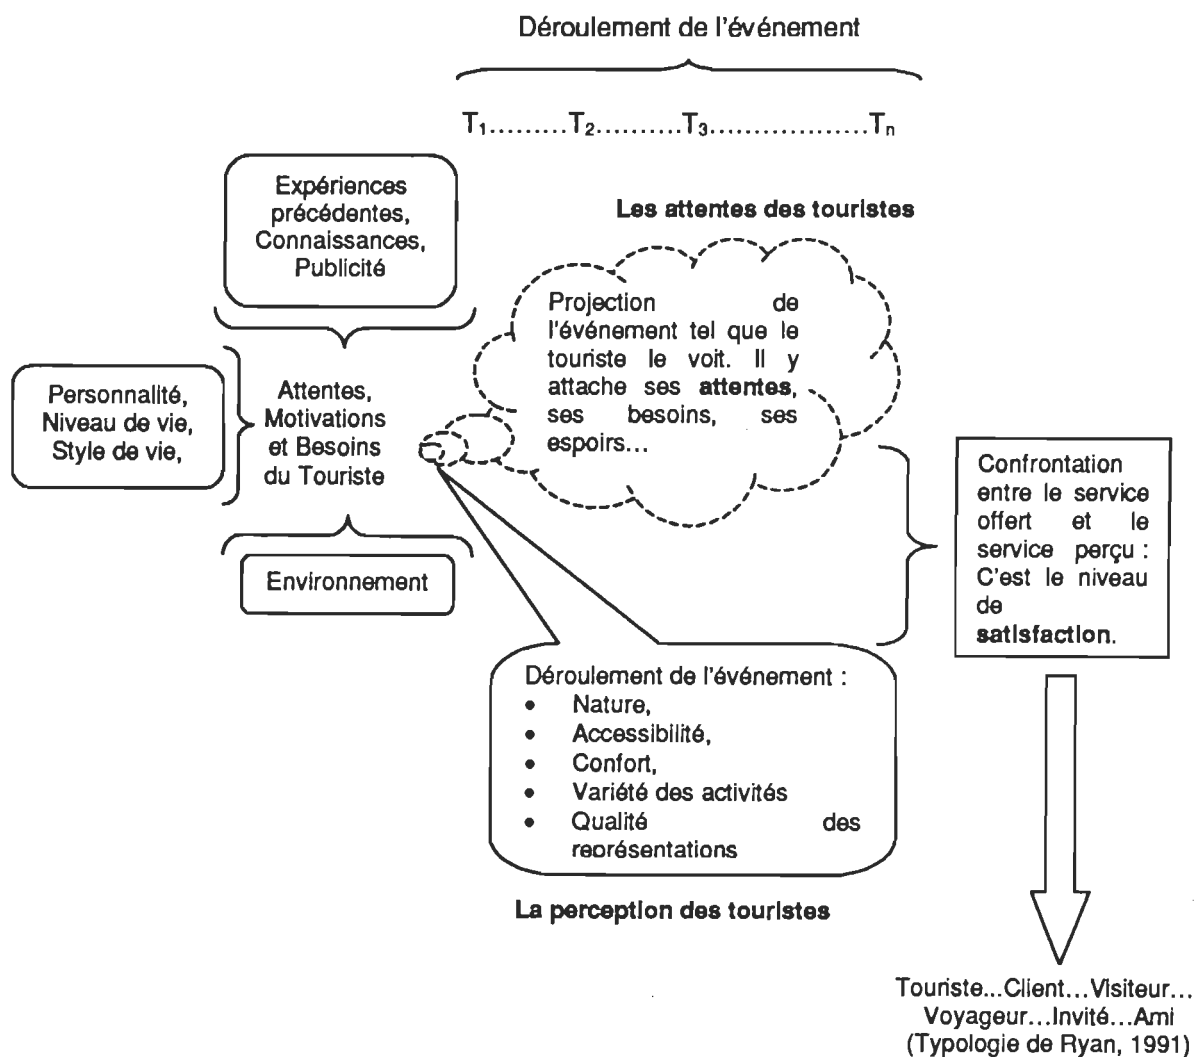 Déroulement de l'événement
T1.........T2..........T3...................Tn
Expériences
précédentes,
Connaissances,
Publicité
Les attentes des touristes
Projection de
l'événement tel que le
touriste le voit. Il y
attache ses attentes,
ses besoins, ses
espoirs...
Personnalité,
Niveau de vie,
Style de vie,
Attentes,
Motivations
et Besoins
du Touriste
Environnement
Confrontation
entre le service
offert et le
service perçu :
C'est le niveau
de
satisfaction.
Déroulement de l'événement :
• Nature,
• Accessibilité,
• Confort,
• Variété des activités
• Qualité des
représentations
La perception des touristes
Touriste...Client...Visiteur...
Voyageur...Invité...Ami
(Typologie de Ryan, 1991)